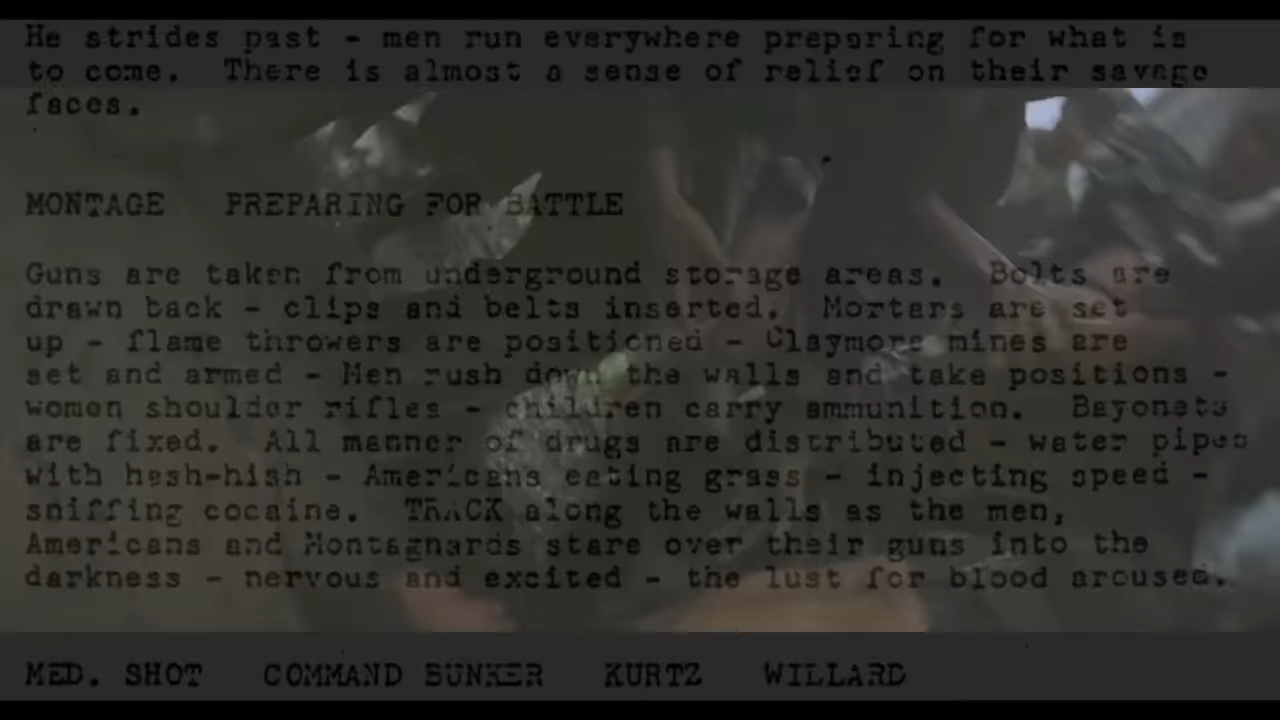 He strides past - men run everywhere preparing for what is
to come. There is almost a sense of relief on their savage
faces.
MONTAGE PREPARING FOR BATTLE
Guns are taken from underground storage areas. Bolts are
drawn back - clips and belts inserted. Mortars are set
up - flame throwers are positioned - Claymore mines are
set and armed - Men rush down the walls and take positions -
women shoulder rifles - children carry ammunition. Bayonets
are fixed. All manner of drugs are distributed - water pipes
with hash-hish - Americans eating grass - injecting speed -
sniffing cocaine. TRACK along the walls as the men,
Americans and Montagnards stare over their guns into the
darkness - nervous and excited - the lust for blood aroused.
MED. SHOT COMMAND BUNKER KURTZ WILLARD